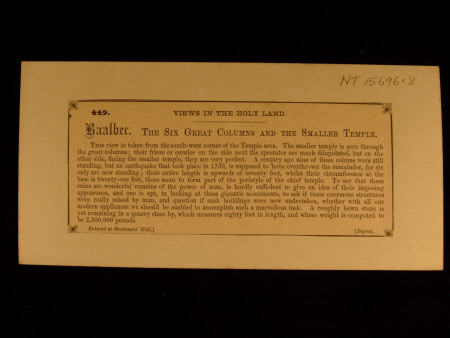 NT 15696.8
449. VIEWS IN THE HOLY LAND.
Baalbec. THE SIX GREAT COLUMNS AND THE SMALLER TEMPLE.
THIS view is taken from the south-west corner of the Temple area. The smaller temple is seen through
the great columns; their frieze or cornice on the side next the spectator are much dilapidated, but on the
other side, facing the smaller temple, they are very perfect. A century ago nine of these colums were still
standing, but an earthquake that took place in 1759, is supposed to have overthrown the remainder, for six
only are now standing; their entire length is upwards of seventy feet, whilst their circumference at the
base is twenty-one feet, these seem to form part of the peristyle of the chief temple. To say that these
ruins are wonderful remains of the power of man, is hardly sufficient to give an idea of their imposing
appearance, and one is apt, in looking at these gigantic monuments, to ask if these enormous structures
were really raised by man, and question if such buildings were now undertaken, whether with all our
modern appliances we should be enabled to accomplish such a marvellous task. A roughly hewn stone is
yet remaining in a quarry close by, which measures eighty feet in length, and whose weight is computed to
be 2,300,000 pounds.
Entered at Stationers' Hall.] [Deposé.